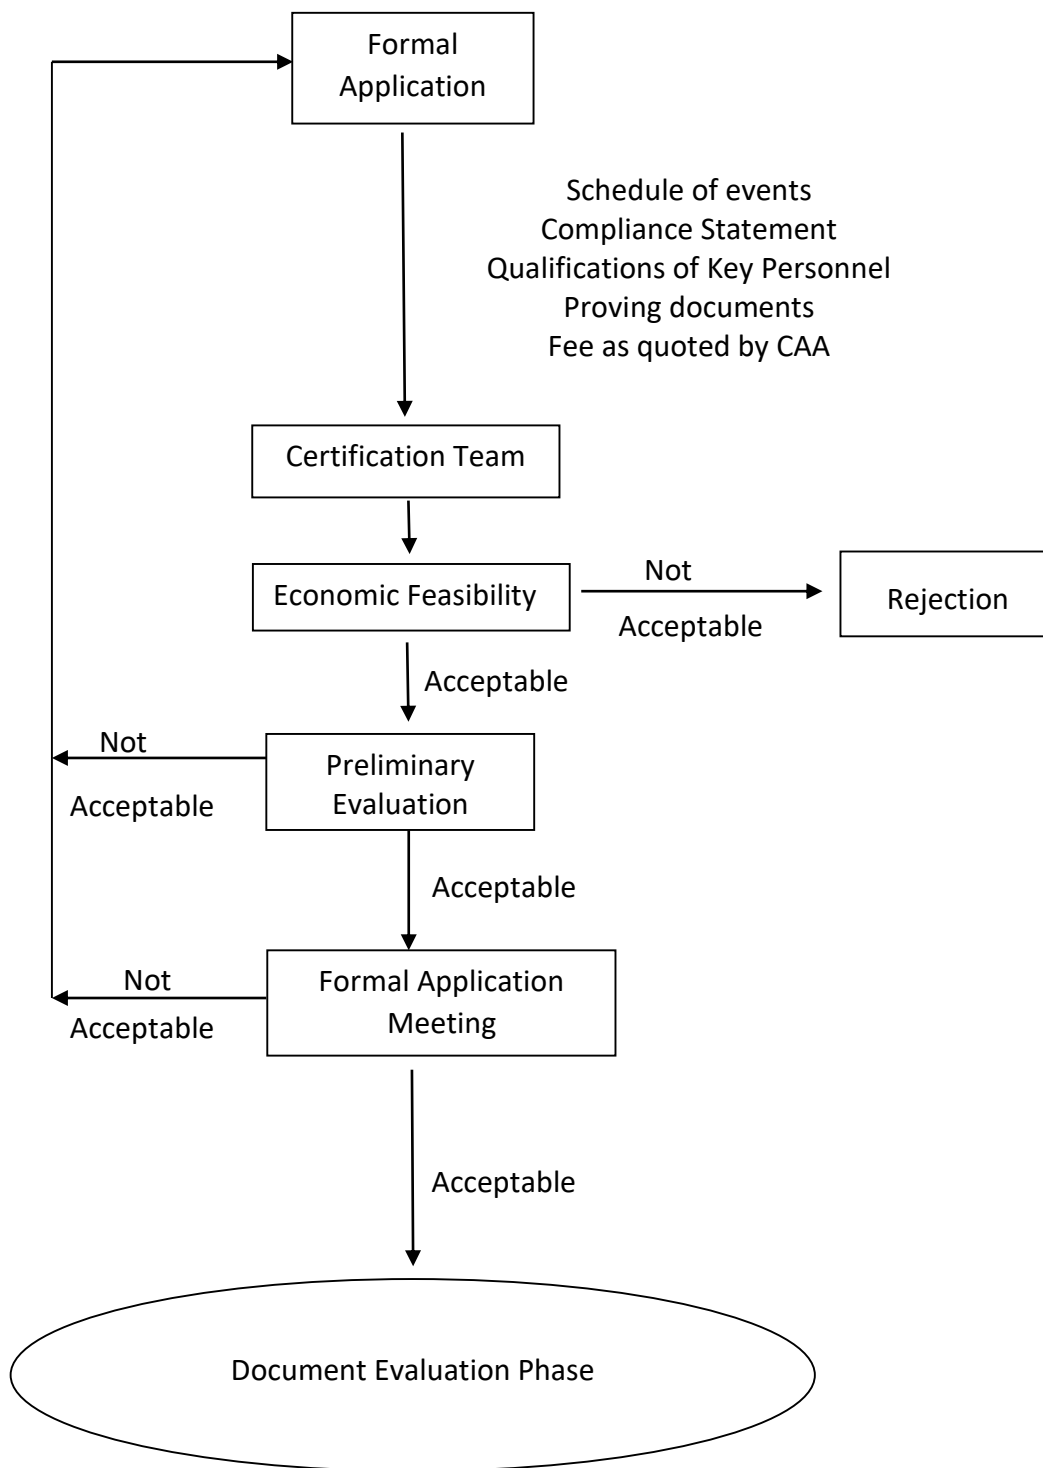 Formal
Application
Schedule of events
Compliance Statement
Qualifications of Key Personnel
Proving documents
Fee as quoted by CAA
Certification Team
Economic Feasibility
Not
Acceptable
Rejection
Acceptable
Not
Acceptable
Preliminary
Evaluation
Acceptable
Not
Acceptable
Formal Application
Meeting
Acceptable
Document Evaluation Phase